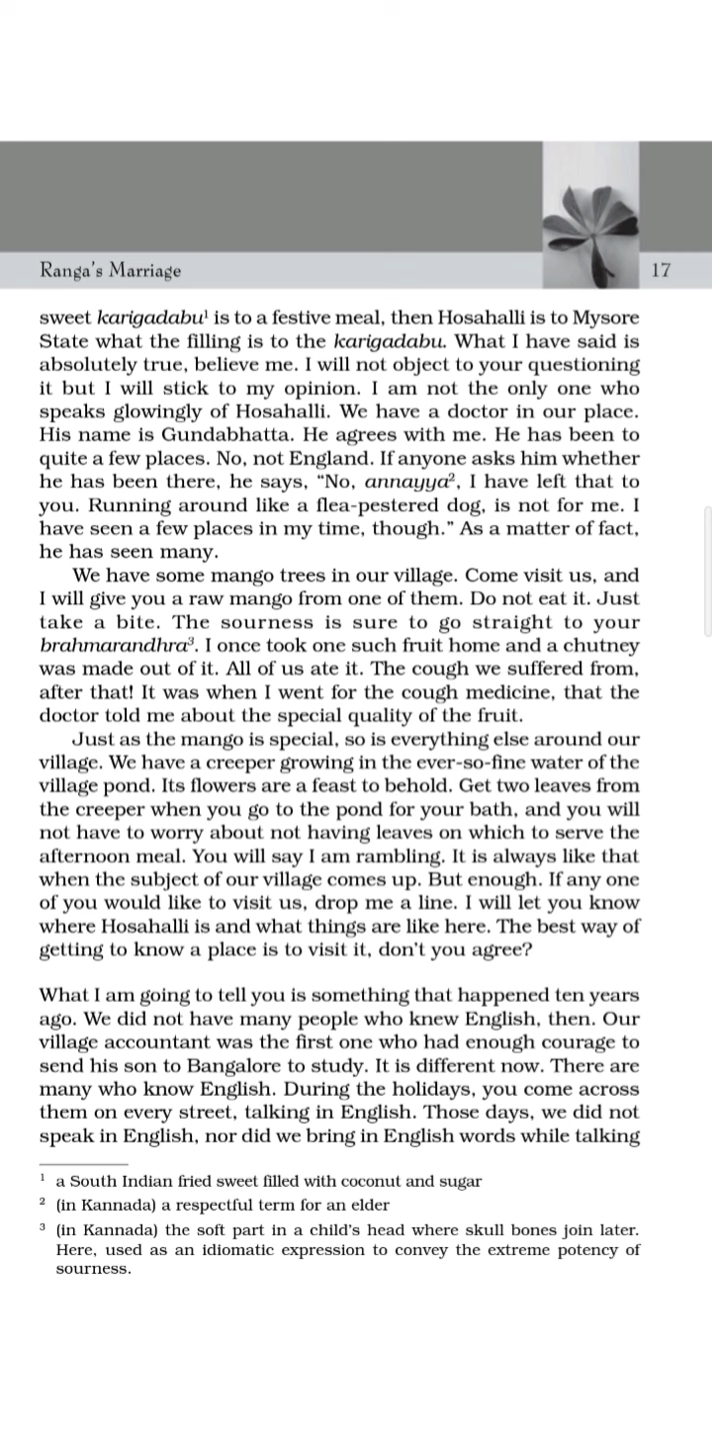 Ranga's Marriage
17
sweet karigadabu¹ is to a festive meal, then Hosahalli is to Mysore
State what the filling is to the karigadabu. What I have said is
absolutely true, believe me. I will not object to your questioning
it but I will stick to my opinion. I am not the only one who
speaks glowingly of Hosahalli. We have a doctor in our place.
His name is Gundabhatta. He agrees with me. He has been to
quite a few places. No, not England. If anyone asks him whether
he has been there, he says, “No, annayya², I have left that to
you. Running around like a flea-pestered dog, is not for me. I
have seen a few places in my time, though.” As a matter of fact,
he has seen many.
We have some mango trees in our village. Come visit us, and
I will give you a raw mango from one of them. Do not eat it. Just
take a bite. The sourness is sure to go straight to your
brahmarandhra³. I once took one such fruit home and a chutney
was made out of it. All of us ate it. The cough we suffered from,
after that! It was when I went for the cough medicine, that the
doctor told me about the special quality of the fruit.
Just as the mango is special, so is everything else around our
village. We have a creeper growing in the ever-so-fine water of the
village pond. Its flowers are a feast to behold. Get two leaves from
the creeper when you go to the pond for your bath, and you will
not have to worry about not having leaves on which to serve the
afternoon meal. You will say I am rambling. It is always like that
when the subject of our village comes up. But enough. If any one
of you would like to visit us, drop me a line. I will let you know
where Hosahalli is and what things are like here. The best way of
getting to know a place is to visit it, don't you agree?
What I am going to tell you is something that happened ten years
ago. We did not have many people who knew English, then. Our
village accountant was the first one who had enough courage to
send his son to Bangalore to study. It is different now. There are
many who know English. During the holidays, you come across
them on every street, talking in English. Those days, we did not
speak in English, nor did we bring in English words while talking
¹ a South Indian fried sweet filled with coconut and sugar
² (in Kannada) a respectful term for an elder
³ (in Kannada) the soft part in a child's head where skull bones join later.
Here, used as an idiomatic expression to convey the extreme potency of
sourness.